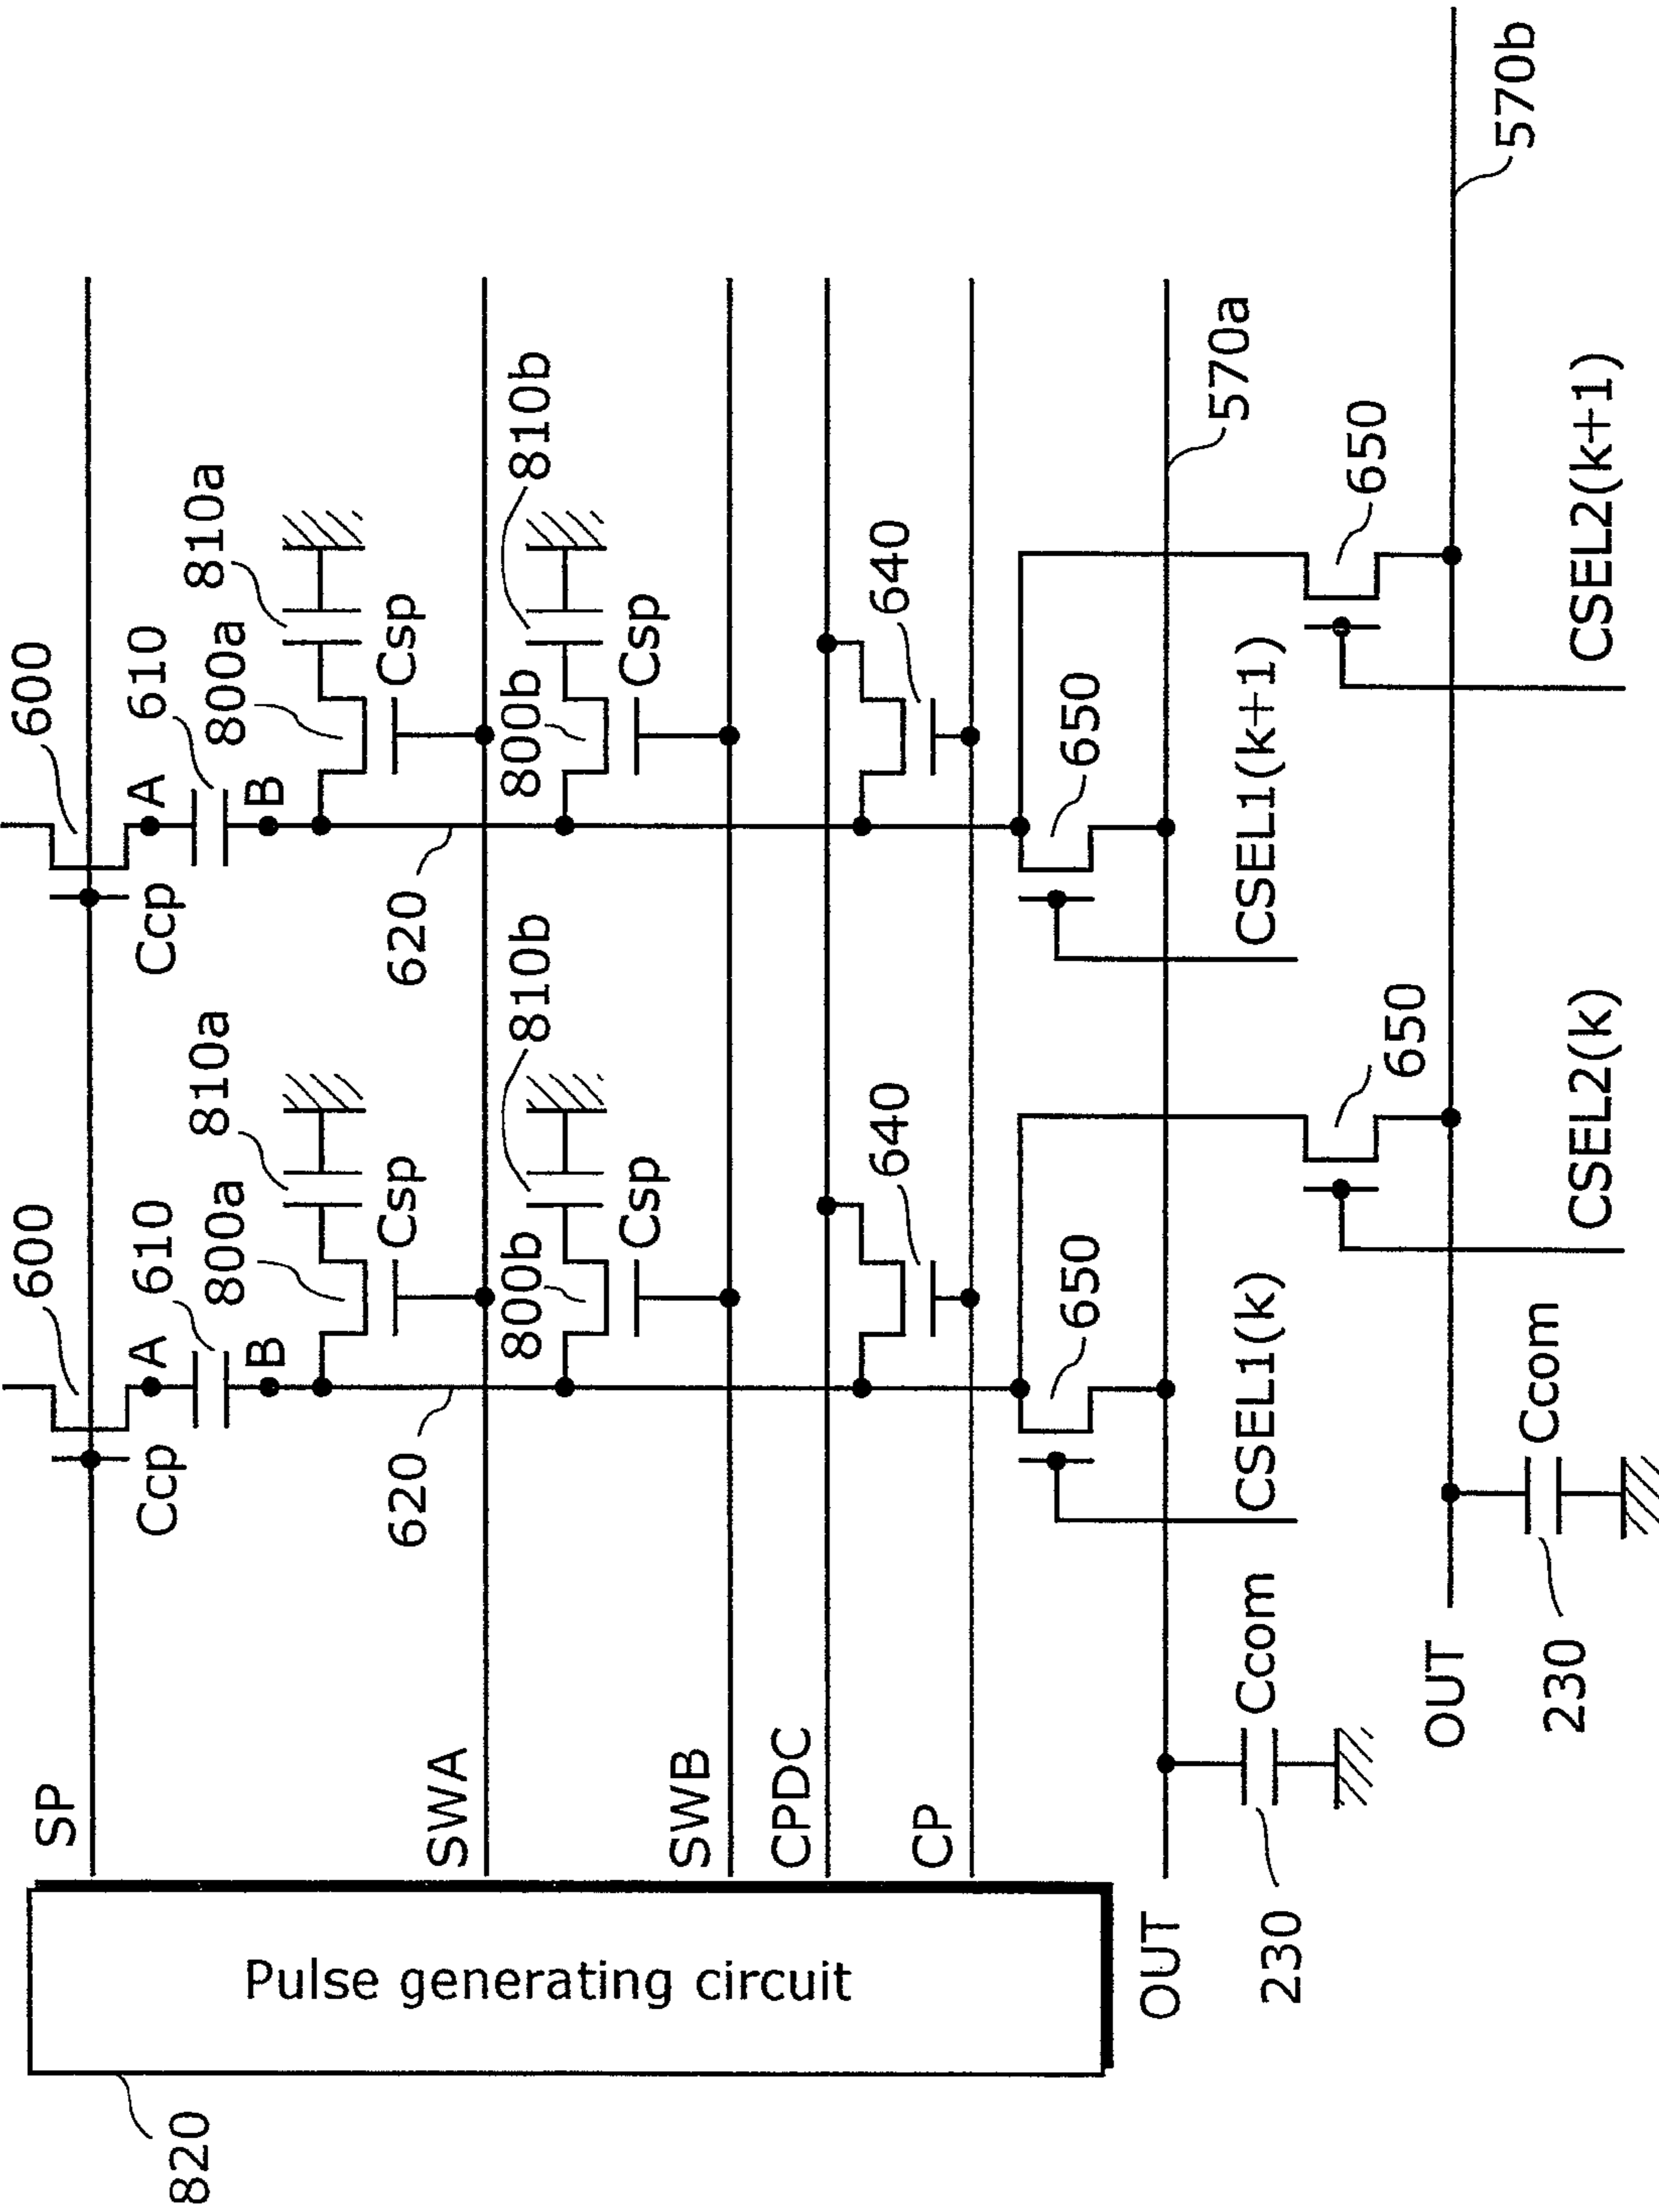 820
Pulse generating circuit
SP
SWA
SWB
CPDC
CP
OUT
OUT
230
Ccom
230
Ccom
600
Ccp
A
610
B
800a
810a
Csp
620
800b
810b
Csp
640
650
CSEL1(k)
650
CSEL2(k)
600
Ccp
A
610
B
800a
810a
Csp
620
800b
810b
Csp
640
650
CSEL1(k+1)
650
CSEL2(k+1)
570a
570b